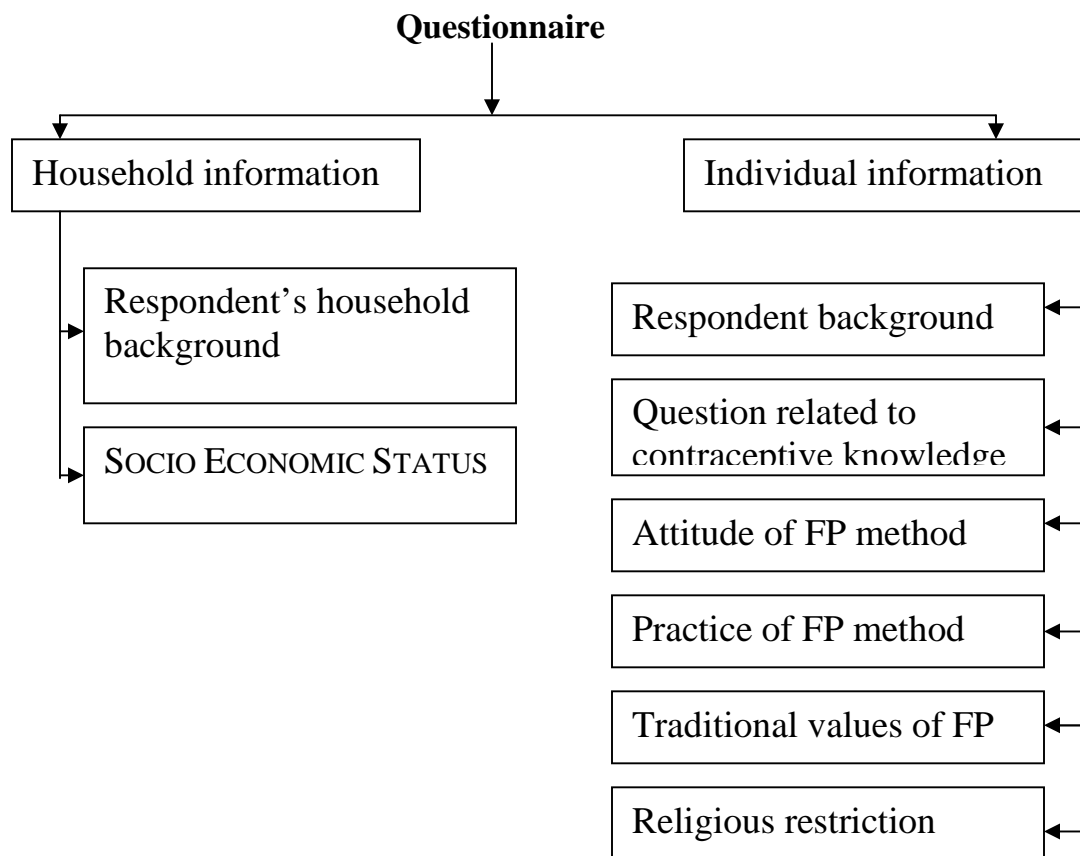 Questionnaire
Household information
Individual information
Respondent’s household
background
SOCIO ECONOMIC STATUS
Respondent background
Question related to
contraceptive knowledge
Attitude of FP method
Practice of FP method
Traditional values of FP
Religious restriction